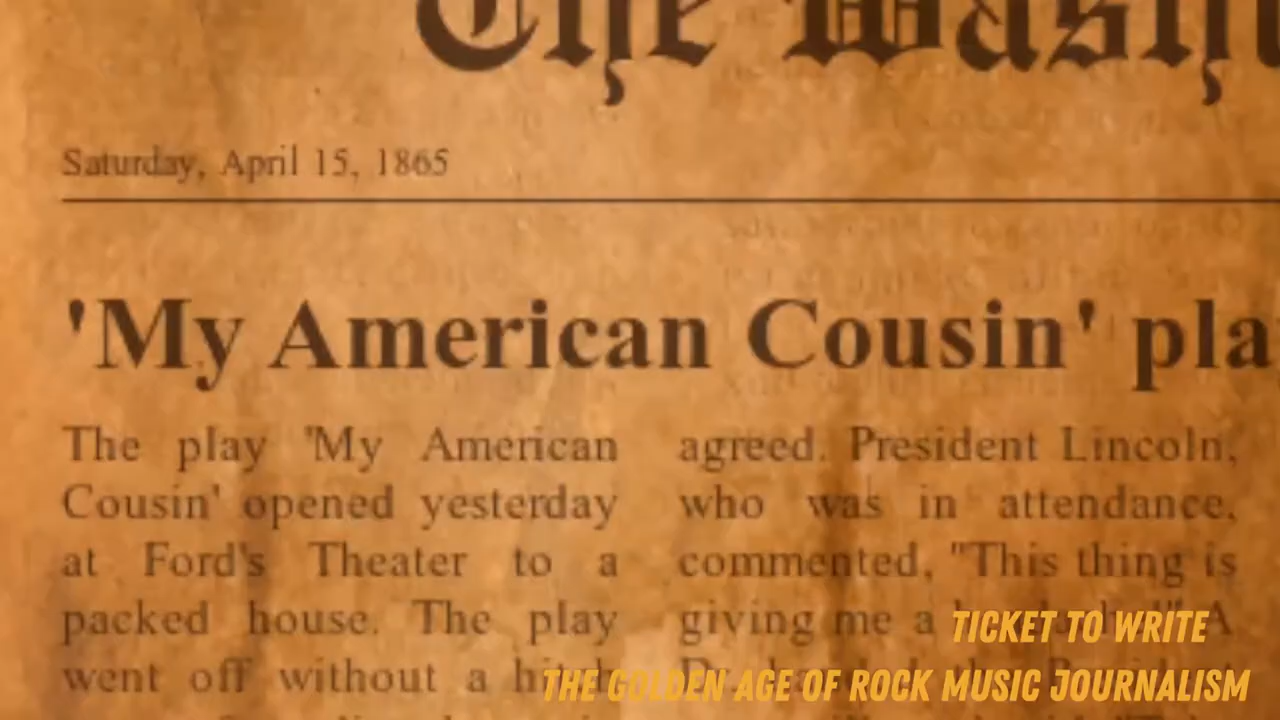 The Washt
Saturday, April 15, 1865
'My American Cousin' pla
The play 'My American
Cousin' opened yesterday
at Ford's Theater to a
packed house. The play
went off without a
agreed. President Lincoln,
who was in attendance,
commented, "This thing is
giving me a
TICKET TO WRITE
THE GOLDEN AGE OF ROCK MUSIC JOURNALISM